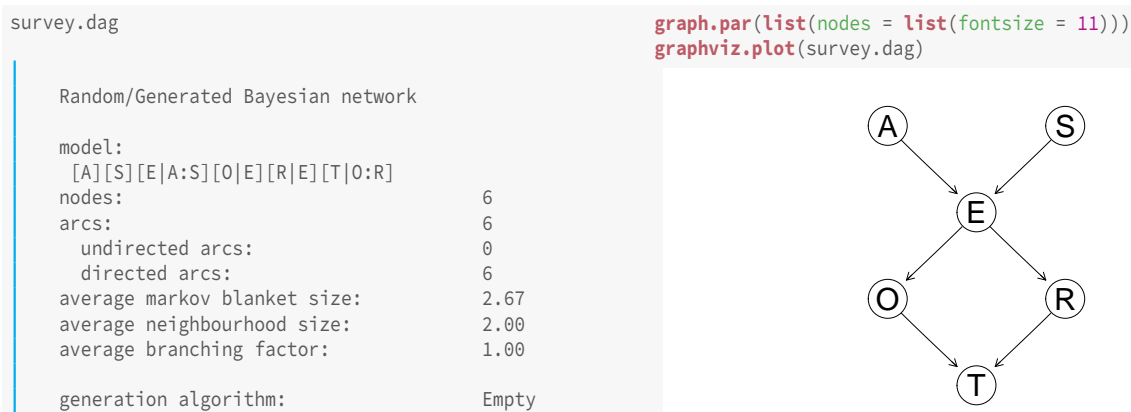 survey.dag
Random/Generated Bayesian network
model:
[A][S][E|A:S][O|E][R|E][T|O:R]
nodes: 6
arcs: 6
undirected arcs: 0
directed arcs: 6
average markov blanket size: 2.67
average neighbourhood size: 2.00
average branching factor: 1.00
generation algorithm: Empty
graph.par(list(nodes = list(fontsize = 11)))
graphviz.plot(survey.dag)
A S
E
O R
T